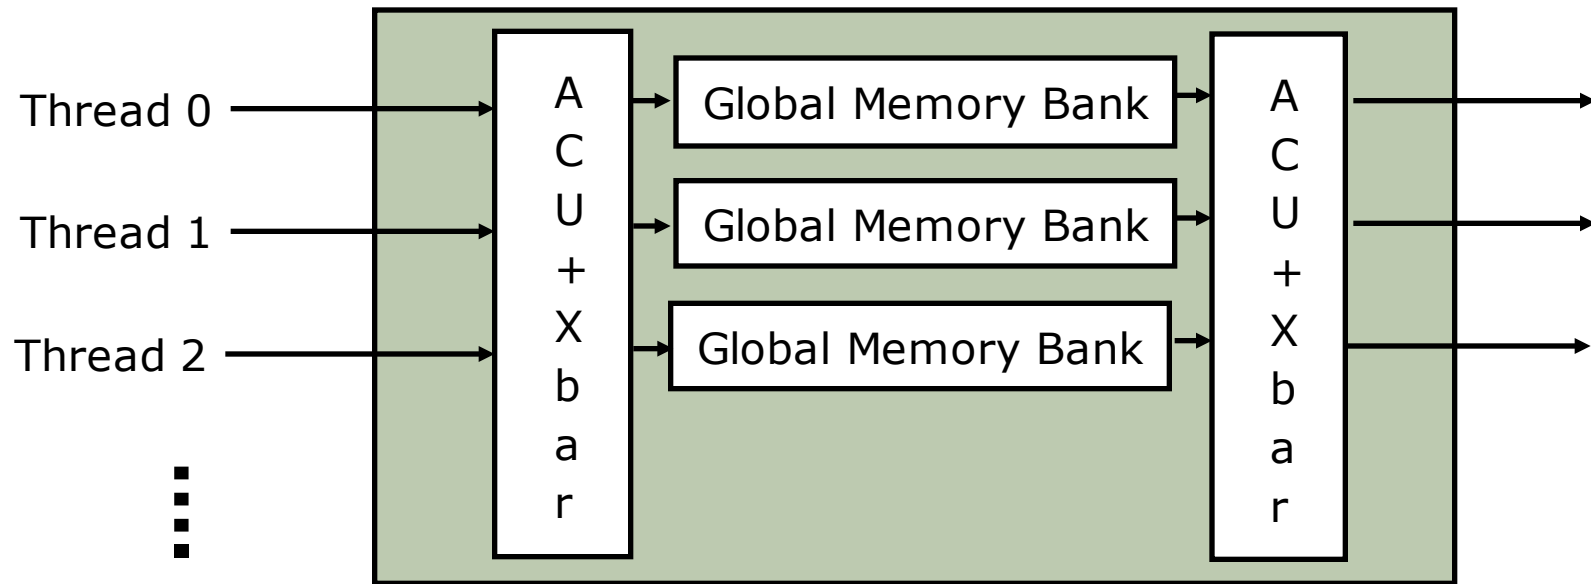 Thread 0
Thread 1
Thread 2
A
C
U
+
X
b
a
r
Global Memory Bank
Global Memory Bank
Global Memory Bank
A
C
U
+
X
b
a
r